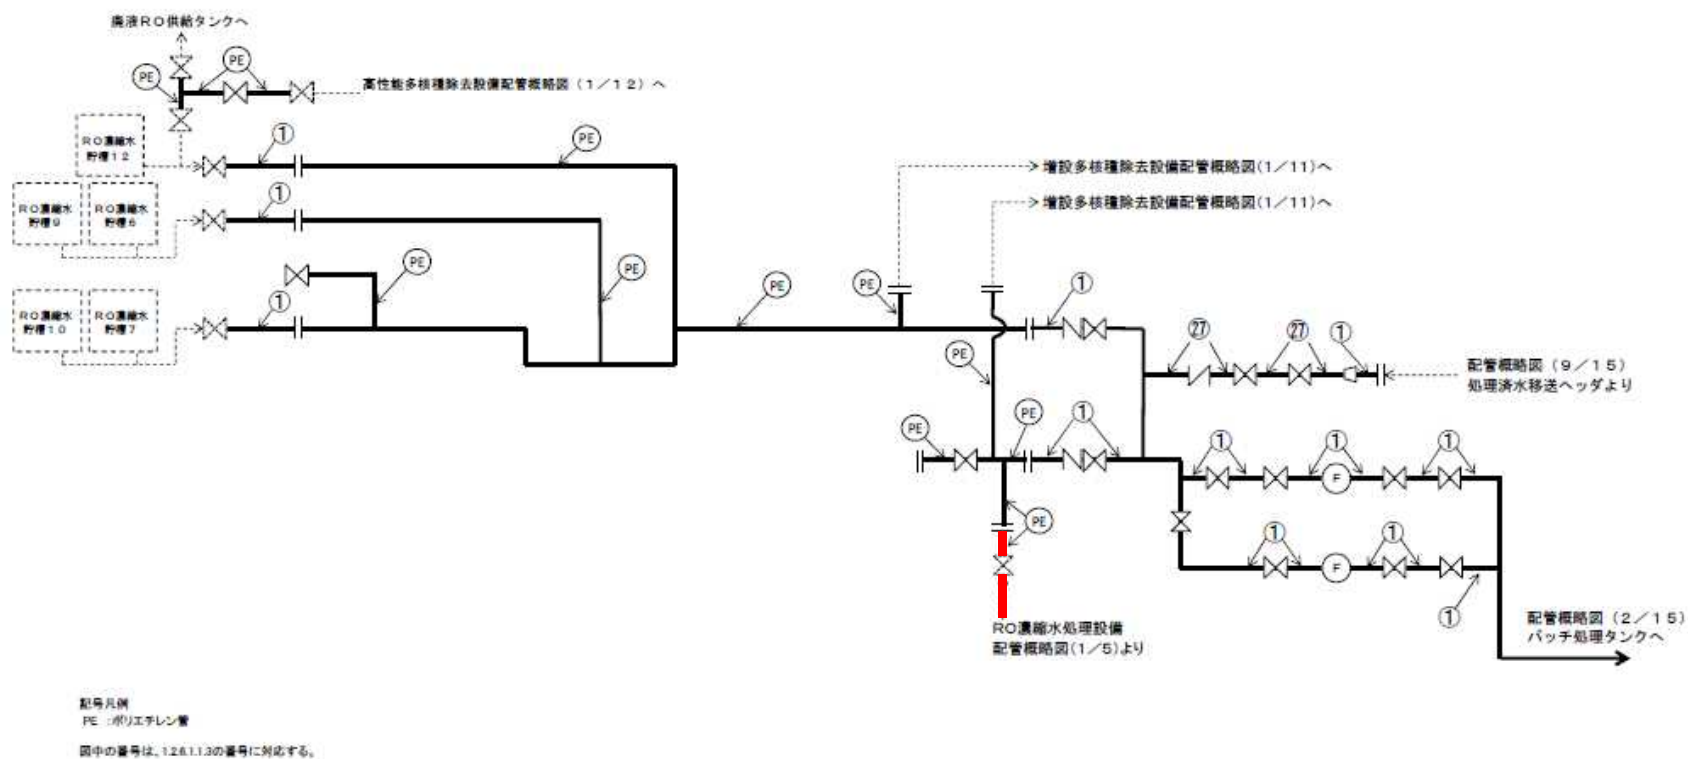 廃液RO供給タンクへ
PE
PE
高性能多核種除去設備配管概略図（1／12）へ
RO濃縮水
貯槽12
①
PE
増設多核種除去設備配管概略図(1／11)へ
RO濃縮水
貯槽9
RO濃縮水
貯槽6
①
増設多核種除去設備配管概略図(1／11)へ
PE
PE
PE
PE
①
RO濃縮水
貯槽10
RO濃縮水
貯槽7
①
㉗
㉗
①
PE
配管概略図（9／15）
処理済水移送ヘッダより
PE
PE
①
①
①
①
PE
F
①
①
F
①
RO濃縮水処理設備
配管概略図(1／5)より
配管概略図（2／15）
バッチ処理タンクへ
記号凡例
PE ：ポリエチレン管
図中の番号は、1.2.6.1.1.3の番号に対応する。